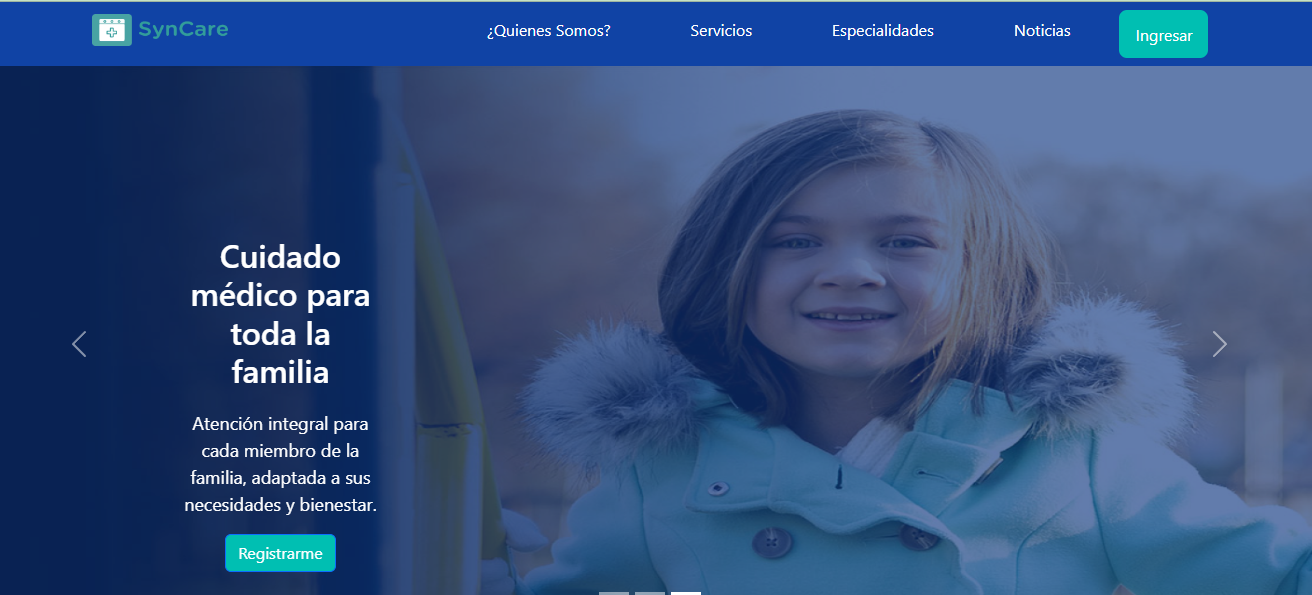 SynCare
¿Quienes Somos?
Servicios
Especialidades
Noticias
Ingresar
Cuidado
médico para
toda la
familia
Atención integral para
cada miembro de la
familia, adaptada a sus
necesidades y bienestar.
Registrarme